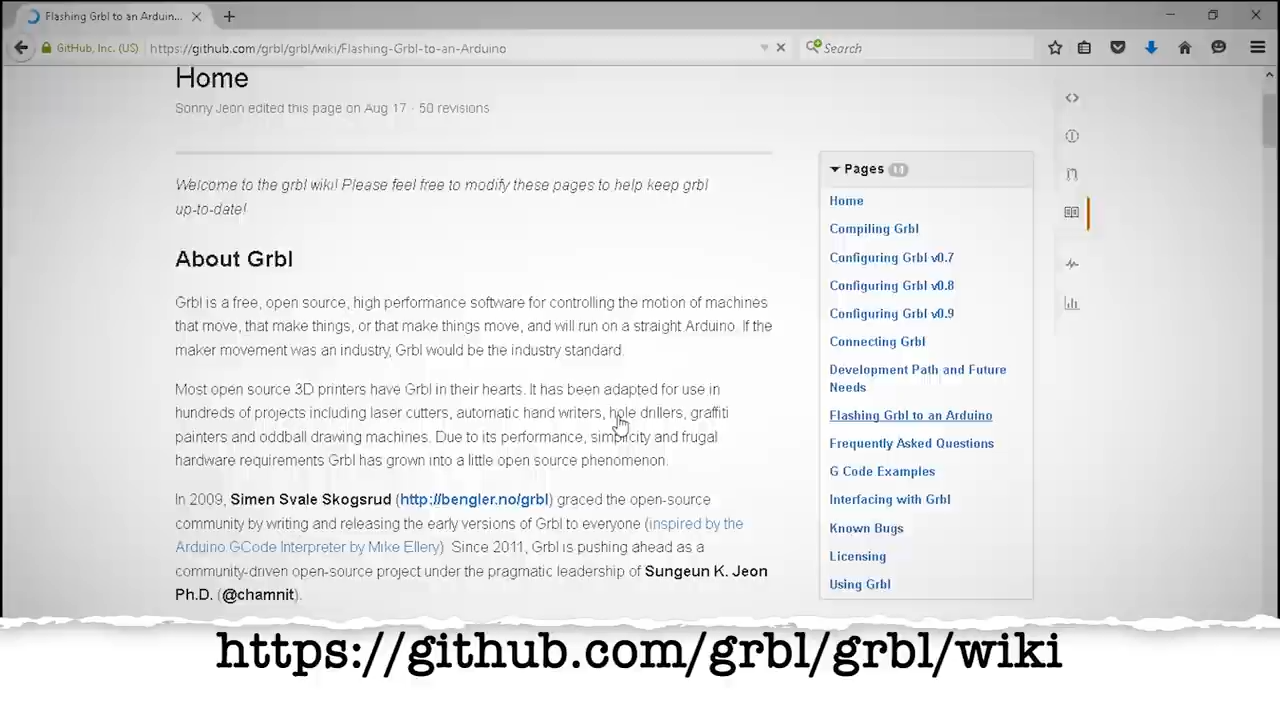 Flashing Grbl to an Arduin...
GitHub, Inc. (US)
https://github.com/grbl/grbl/wiki/Flashing-Grbl-to-an-Arduino
Search
Home
Sonny Jeon edited this page on Aug 17 · 50 revisions
Welcome to the grbl wiki! Please feel free to modify these pages to help keep grbl
up-to-date!
About Grbl
Grbl is a free, open source, high performance software for controlling the motion of machines
that move, that make things, or that make things move, and will run on a straight Arduino. If the
maker movement was an industry, Grbl would be the industry standard.
Most open source 3D printers have Grbl in their hearts. It has been adapted for use in
hundreds of projects including laser cutters, automatic hand writers, hole drillers, graffiti
painters and oddball drawing machines. Due to its performance, simplicity and frugal
hardware requirements Grbl has grown into a little open source phenomenon.
In 2009, Simen Svale Skogsrud (http://bengler.no/grbl) graced the open-source
community by writing and releasing the early versions of Grbl to everyone (inspired by the
Arduino GCode Interpreter by Mike Ellery) Since 2011, Grbl is pushing ahead as a
community-driven open-source project under the pragmatic leadership of Sungeun K. Jeon
Ph.D. (@chamnit).
Pages
Home
Compiling Grbl
Configuring Grbl v0.7
Configuring Grbl v0.8
Configuring Grbl v0.9
Connecting Grbl
Development Path and Future
Needs
Flashing Grbl to an Arduino
Frequently Asked Questions
G Code Examples
Interfacing with Grbl
Known Bugs
Licensing
Using Grbl
https://github.com/grbl/grbl/wiki